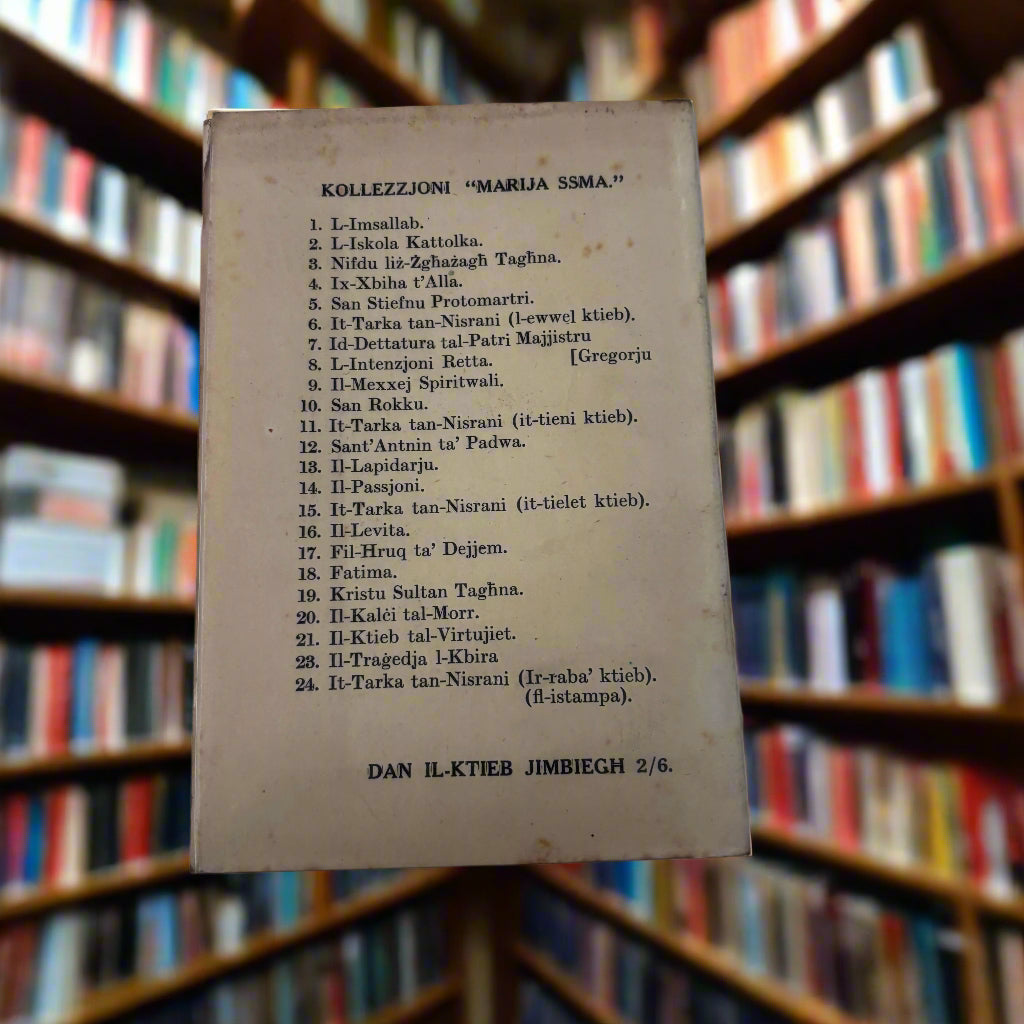 KOLLEZZJONI “MARIJA SSMA.”
1. L-Imsallab.
2. L-Iskola Kattolka.
3. Nifdu liż-Żgħażagħ Tagħna.
4. Ix-Xbiha t’Alla.
5. San Stiefnu Protomartri.
6. It-Tarka tan-Nisrani (l-ewwel ktieb).
7. Id-Dettatura tal-Patri Majjistru
8. L-Intenzjoni Retta. [Gregorju
9. Il-Mexxej Spiritwali.
10. San Rokku.
11. It-Tarka tan-Nisrani (it-tieni ktieb).
12. Sant’Antnin ta’ Padwa.
13. Il-Lapidarju.
14. Il-Passjoni.
15. It-Tarka tan-Nisrani (it-tielet ktieb).
16. Il-Levita.
17. Fil-Ħruq ta’ Dejjem.
18. Fatima.
19. Kristu Sultan Tagħna.
20. Il-Kalċi tal-Morr.
21. Il-Ktieb tal-Virtujiet.
23. Il-Traġedja l-Kbira
24. It-Tarka tan-Nisrani (Ir-raba’ ktieb).
(fl-istampa).
DAN IL-KTIEB JIMBIEGH 2/6.